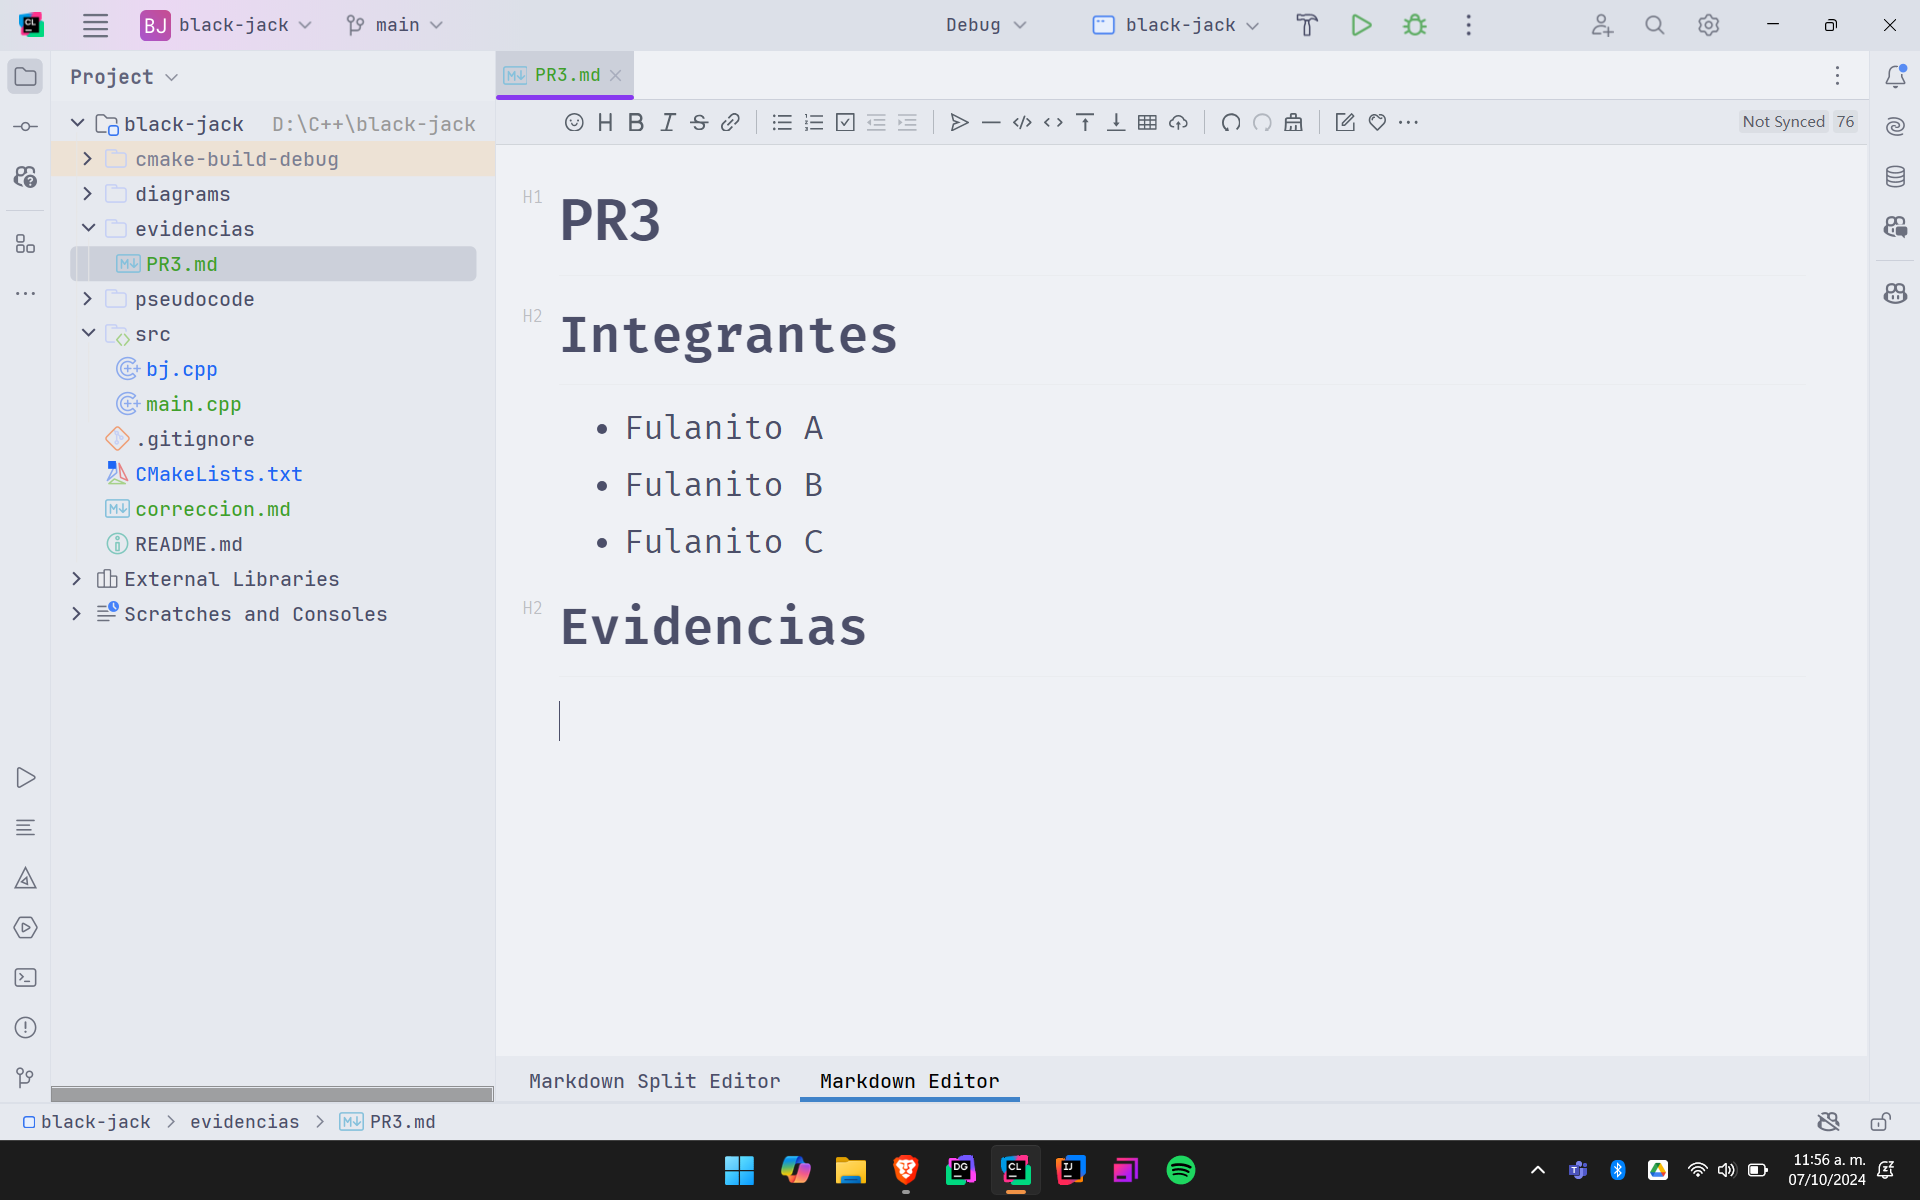 BJ black-jack main Debug black-jack
Project
PR3.md
black-jack D:\C++\black-jack
Not Synced 76
cmake-build-debug
diagrams
evidencias
PR3.md
pseudocode
src
bj.cpp
main.cpp
.gitignore
CMakeLists.txt
correccion.md
README.md
External Libraries
Scratches and Consoles
H1 PR3
H2 Integrantes
• Fulanito A
• Fulanito B
• Fulanito C
H2 Evidencias
Markdown Split Editor Markdown Editor
black-jack > evidencias > PR3.md
11:56 a. m.
07/10/2024